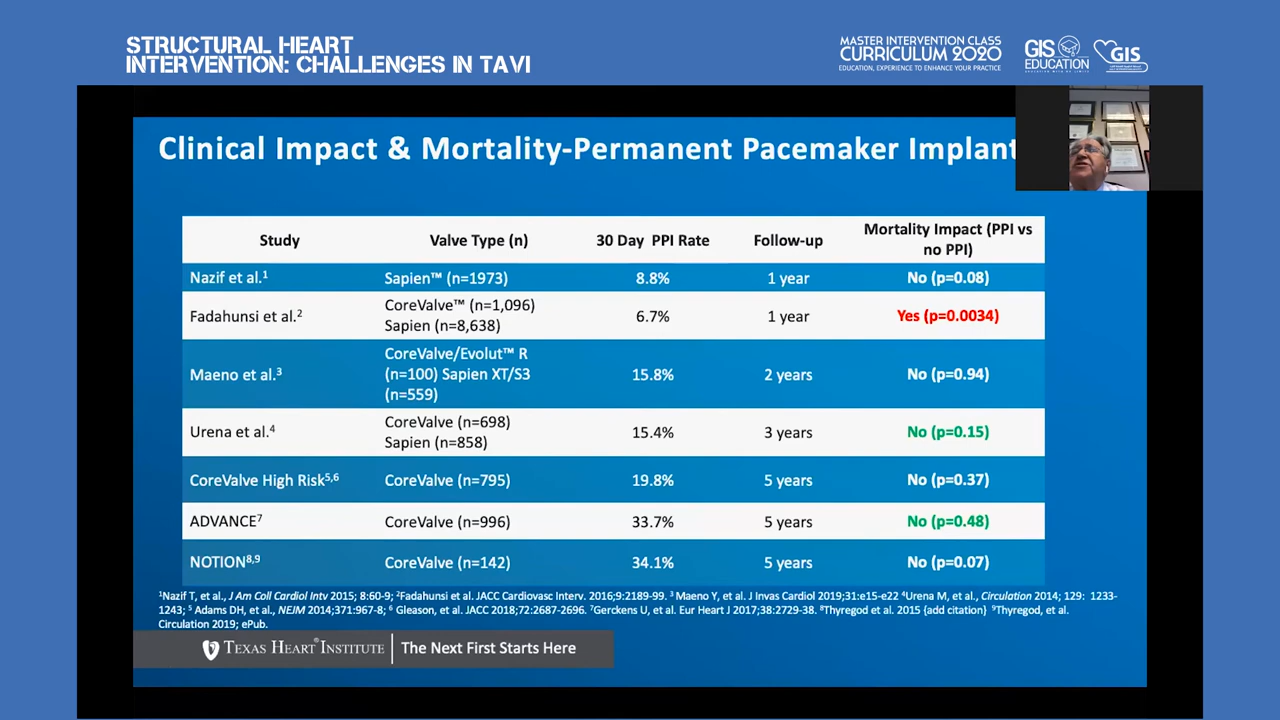 STRUCTURAL HEART
INTERVENTION: CHALLENGES IN TAVI
MASTER INTERVENTION CLASS
CURRICULUM 2020
EDUCATION, EXPERIENCE TO ENHANCE YOUR PRACTICE
GIS
EDUCATION
GIS
Clinical Impact & Mortality-Permanent Pacemaker Implant
Study Valve Type (n) 30 Day PPI Rate Follow-up Mortality Impact (PPI vs
no PPI)
Nazif et al.1 Sapien™ (n=1973) 8.8% 1 year No (p=0.08)
Fadahunsi et al.2 CoreValve™ (n=1,096)
Sapien (n=8,638) 6.7% 1 year Yes (p=0.0034)
Maeno et al.3 CoreValve/Evolut™ R
(n=100) Sapien XT/S3
(n=559) 15.8% 2 years No (p=0.94)
Urena et al.4 CoreValve (n=698)
Sapien (n=858) 15.4% 3 years No (p=0.15)
CoreValve High Risk5,6 CoreValve (n=795) 19.8% 5 years No (p=0.37)
ADVANCE7 CoreValve (n=996) 33.7% 5 years No (p=0.48)
NOTION8,9 CoreValve (n=142) 34.1% 5 years No (p=0.07)
1Nazif T, et al., J Am Coll Cardiol Intv 2015; 8:60-9; 2Fadahunsi et al. JACC Cardiovasc Interv. 2016;9:2189-99. 3 Maeno Y, et al. J Invas Cardiol 2019;31:e15-e22 4Urena M, et al., Circulation 2014; 129: 1233-
1243; 5 Adams DH, et al., NEJM 2014;371:967-8; 6 Gleason, et al. JACC 2018;72:2687-2696. 7Gerckens U, et al. Eur Heart J 2017;38:2729-38. 8Thyregod et al. 2015 {add citation} 9Thyregod, et al.
Circulation 2019; ePub.
TEXAS HEART® INSTITUTE The Next First Starts Here